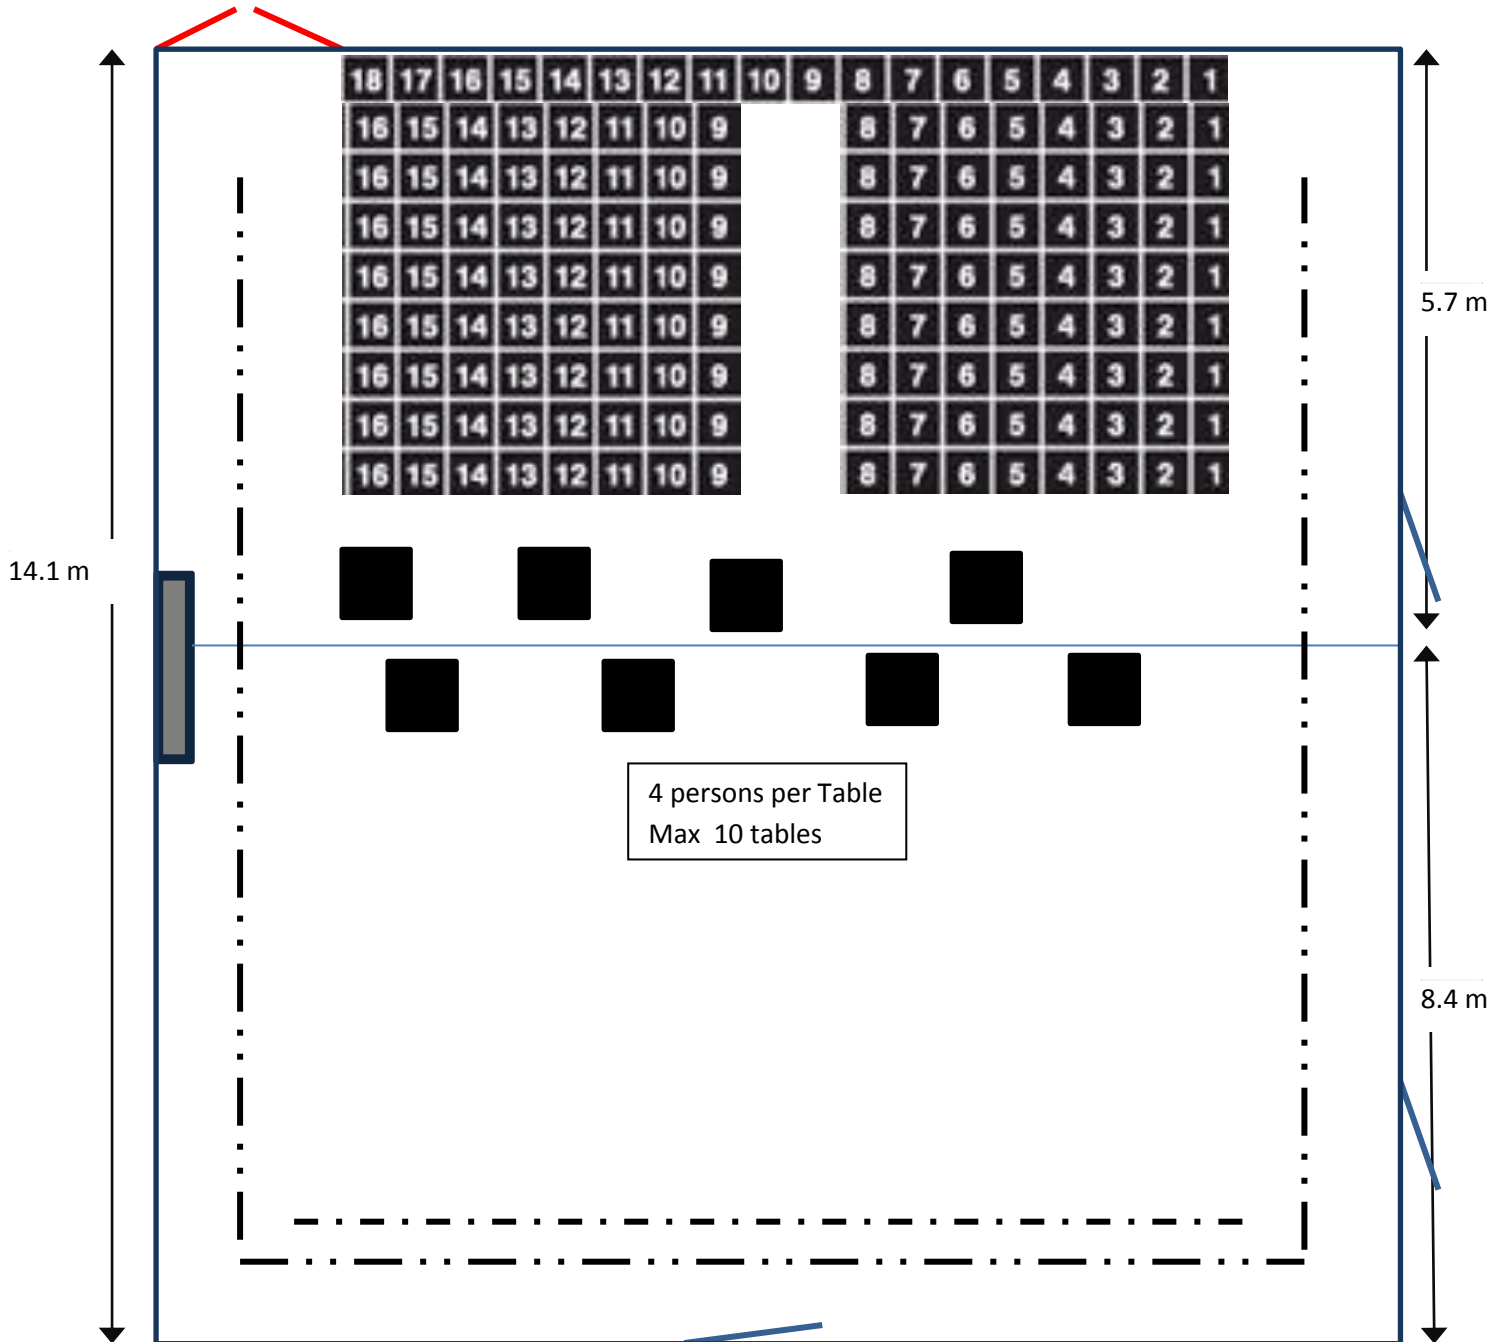 18 17 16 15 14 13 12 11 10 9 8 7 6 5 4 3 2 1
16 15 14 13 12 11 10 9 8 7 6 5 4 3 2 1
16 15 14 13 12 11 10 9 8 7 6 5 4 3 2 1
16 15 14 13 12 11 10 9 8 7 6 5 4 3 2 1
16 15 14 13 12 11 10 9 8 7 6 5 4 3 2 1
16 15 14 13 12 11 10 9 8 7 6 5 4 3 2 1
16 15 14 13 12 11 10 9 8 7 6 5 4 3 2 1
16 15 14 13 12 11 10 9 8 7 6 5 4 3 2 1
16 15 14 13 12 11 10 9 8 7 6 5 4 3 2 1
5.7 m
14.1 m
4 persons per Table
Max 10 tables
8.4 m